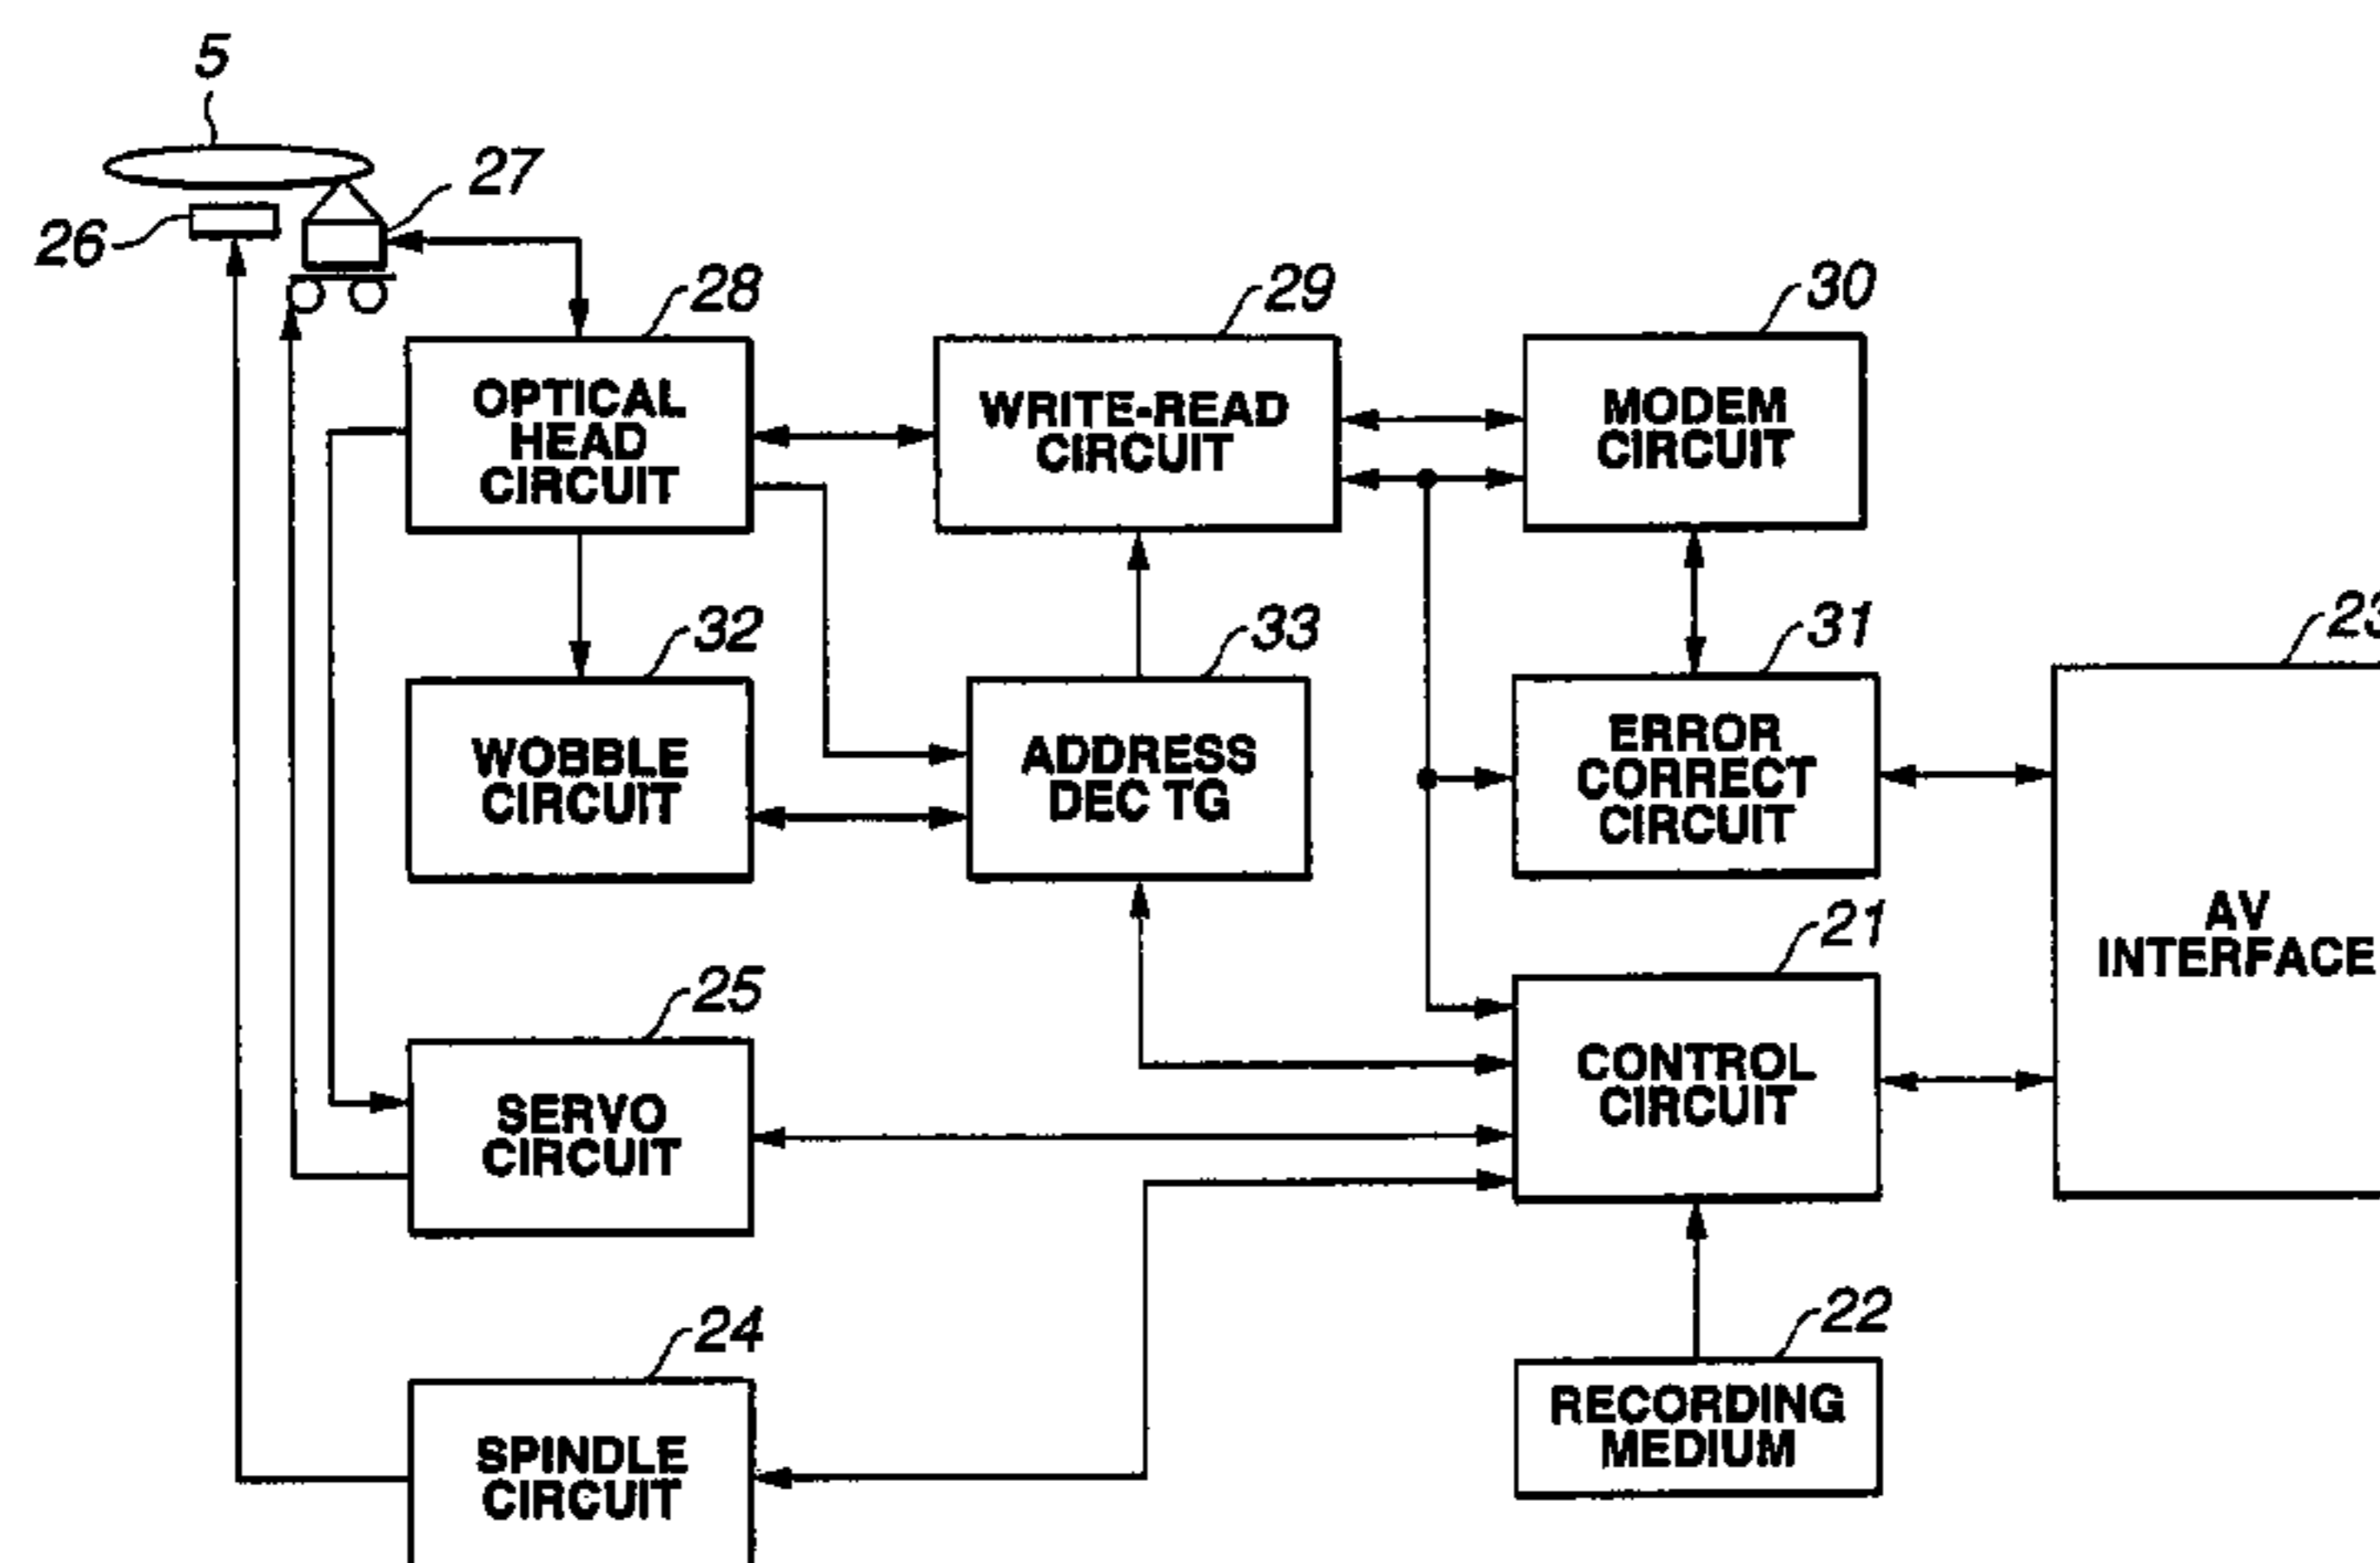 5
27
26
28
29
30
OPTICAL
HEAD
CIRCUIT
WRITE-READ
CIRCUIT
MODEM
CIRCUIT
32
33
31
23
WOBBLE
CIRCUIT
ADDRESS
DEC TG
ERROR
CORRECT
CIRCUIT
AV
INTERFACE
25
21
SERVO
CIRCUIT
CONTROL
CIRCUIT
24
22
SPINDLE
CIRCUIT
RECORDING
MEDIUM